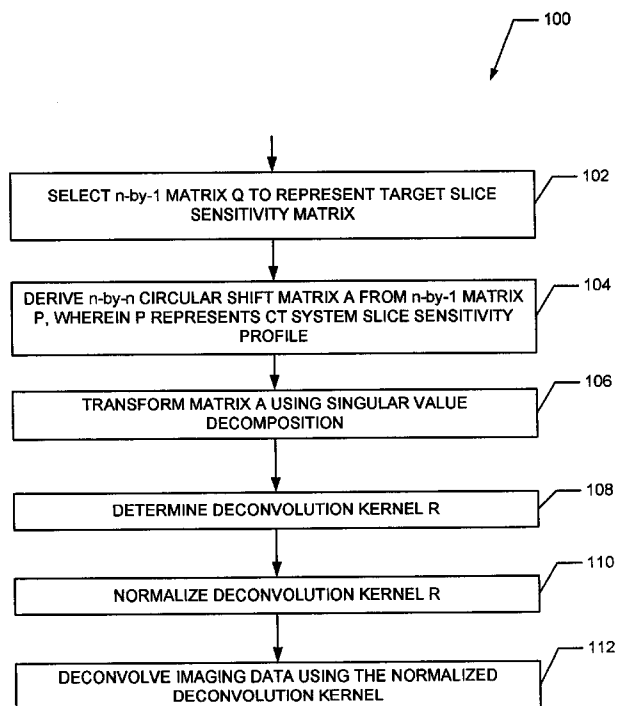 100
SELECT n-by-1 MATRIX Q TO REPRESENT TARGET SLICE
SENSITIVITY MATRIX
102
DERIVE n-by-n CIRCULAR SHIFT MATRIX A FROM n-by-1 MATRIX
P, WHEREIN P REPRESENTS CT SYSTEM SLICE SENSITIVITY
PROFILE
104
TRANSFORM MATRIX A USING SINGULAR VALUE
DECOMPOSITION
106
DETERMINE DECONVOLUTION KERNEL R
108
NORMALIZE DECONVOLUTION KERNEL R
110
DECONVOLVE IMAGING DATA USING THE NORMALIZED
DECONVOLUTION KERNEL
112